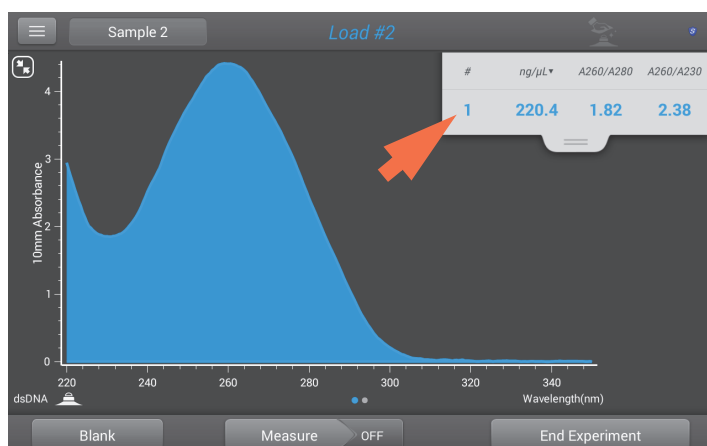 Sample 2
Load #2
S
# ng/µL▾ A260/A280 A260/A230
1 220.4 1.82 2.38
4
3
2
1
0
10mm Absorbance
220 240 260 280 300 320 340
dsDNA
Wavelength(nm)
Blank
Measure
OFF
End Experiment